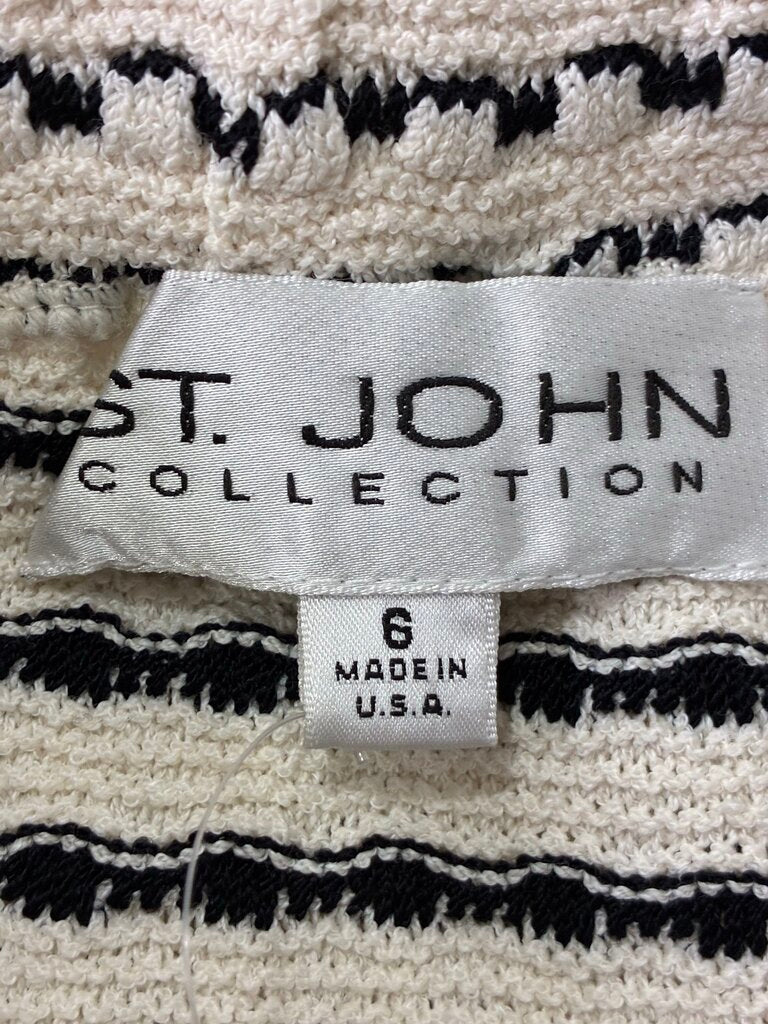 ST. JOHN
COLLECTION
6
MADE IN
U.S.A.